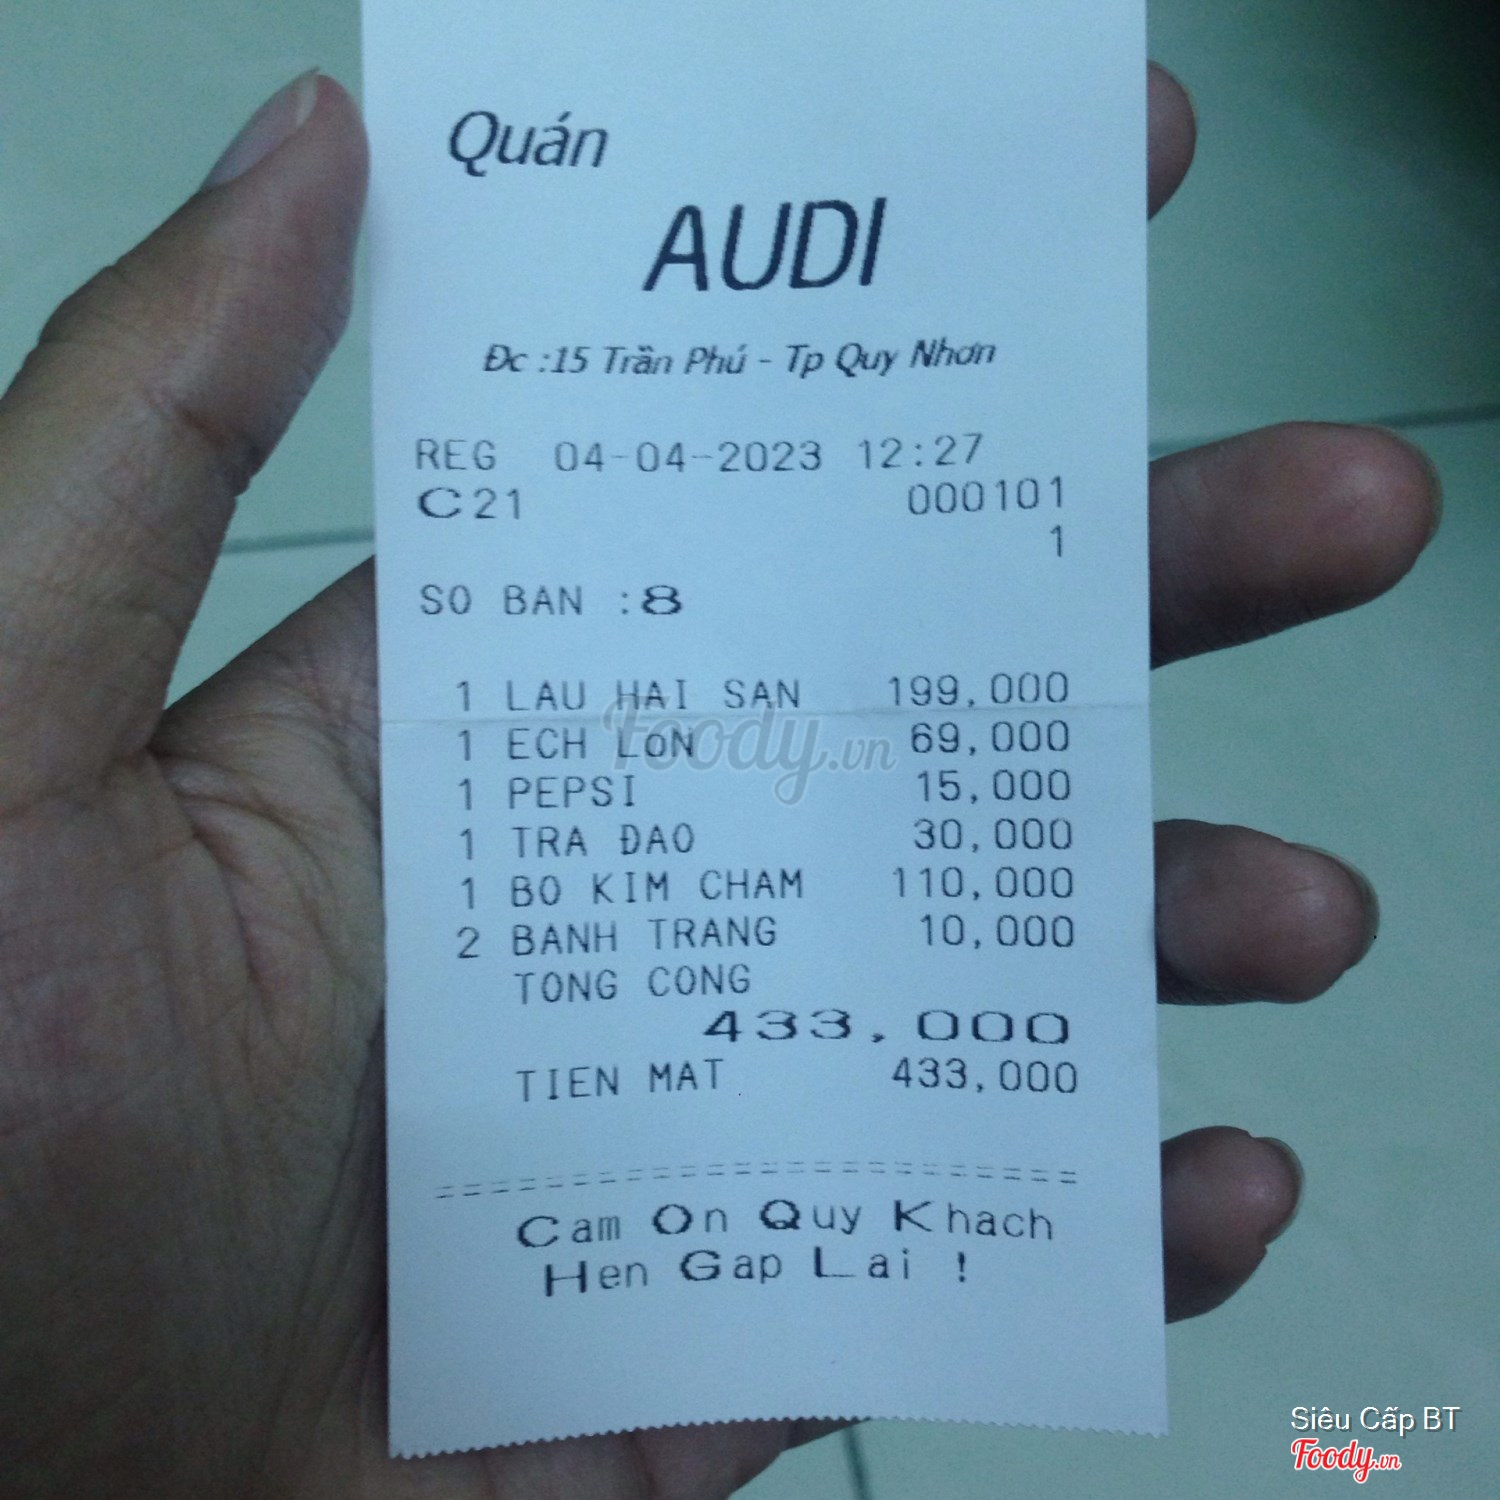 Quán
AUDI
Đc :15 Trần Phú - Tp Quy Nhơn
REG 04-04-2023 12:27
C21 000101
1
SO BAN :8
1 LAU HAI SAN 199,000
1 ECH LoN 69,000
1 PEPSI 15,000
1 TRA ĐAO 30,000
1 BO KIM CHAM 110,000
2 BANH TRANG 10,000
TONG CONG
433,000
TIEN MAT 433,000
Cam On Quy Khach
Hen Gap Lai !
Foody.vn
Siêu Cấp BT
Foody.vn